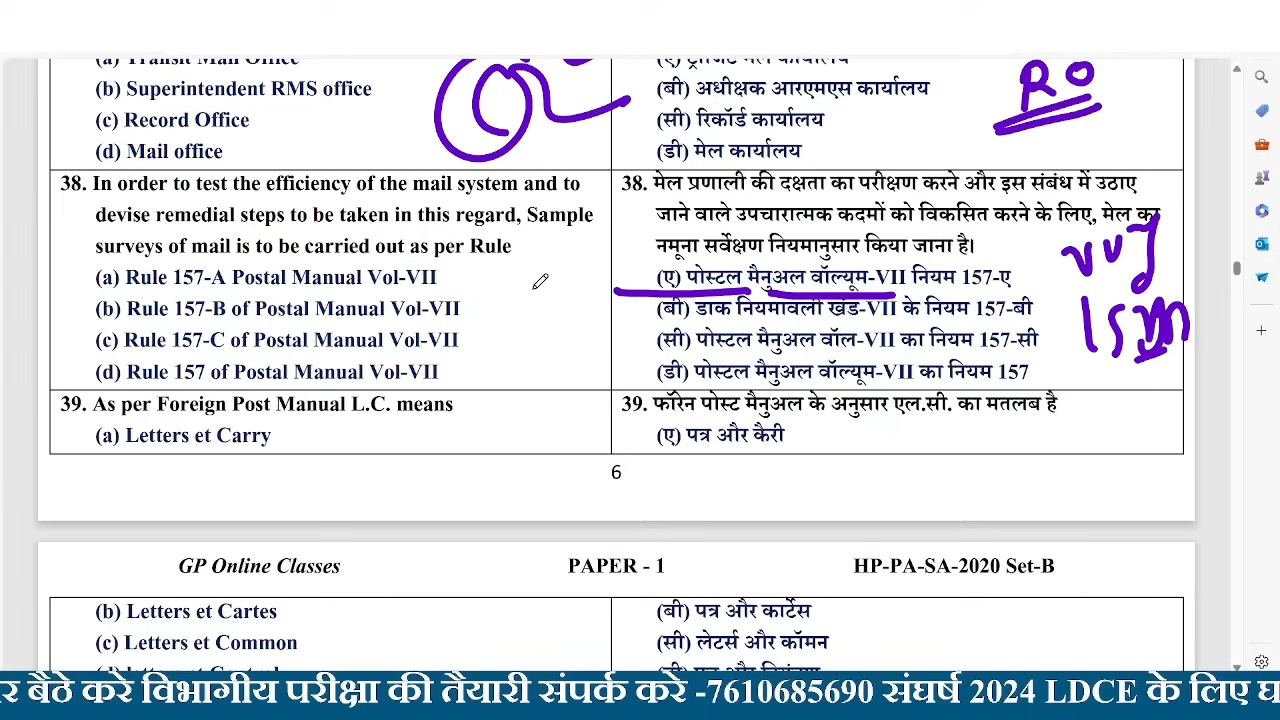 (a) Transit Mail Office
(b) Superintendent RMS office
(c) Record Office
(d) Mail office
(ए) ट्रांजिट मेल कार्यालय
(बी) अधीक्षक आरएमएस कार्यालय
(सी) रिकॉर्ड कार्यालय
(डी) मेल कार्यालय
RO
38. In order to test the efficiency of the mail system and to
devise remedial steps to be taken in this regard, Sample
surveys of mail is to be carried out as per Rule
(a) Rule 157-A Postal Manual Vol-VII
(b) Rule 157-B of Postal Manual Vol-VII
(c) Rule 157-C of Postal Manual Vol-VII
(d) Rule 157 of Postal Manual Vol-VII
38. मेल प्रणाली की दक्षता का परीक्षण करने और इस संबंध में उठाए
जाने वाले उपचारात्मक कदमों को विकसित करने के लिए, मेल का
नमूना सर्वेक्षण नियमानुसार किया जाना है।
(ए) पोस्टल मैनुअल वॉल्यूम-VII नियम 157-ए
(बी) डाक नियमावली खंड-VII के नियम 157-बी
(सी) पोस्टल मैनुअल वॉल-VII का नियम 157-सी
(डी) पोस्टल मैनुअल वॉल्यूम-VII का नियम 157
39. As per Foreign Post Manual L.C. means
(a) Letters et Carry
39. फॉरेन पोस्ट मैनुअल के अनुसार एल.सी. का मतलब है
(ए) पत्र और कैरी
6
GP Online Classes PAPER - 1 HP-PA-SA-2020 Set-B
(b) Letters et Cartes
(c) Letters et Common
(बी) पत्र और कार्टेस
(सी) लेटर्स और कॉमन
र बैठे करे विभागीय परीक्षा की तैयारी संपर्क करे -7610685690 संघर्ष 2024 LDCE के लिए घ